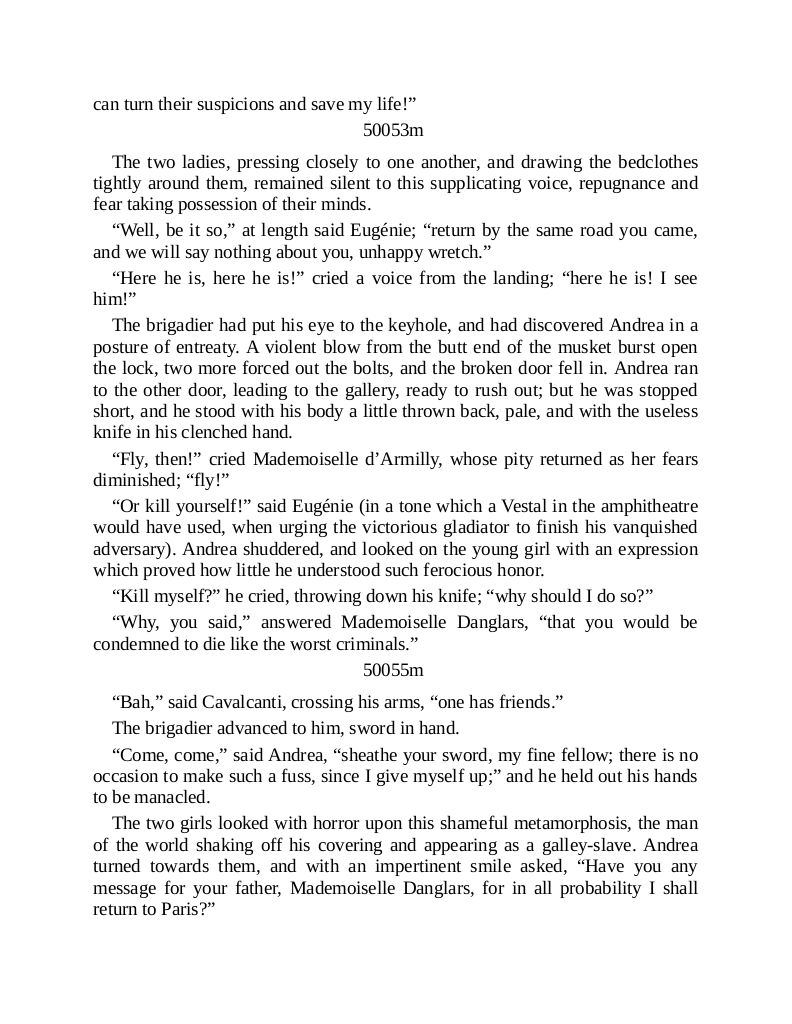 can turn their suspicions and save my life!”
50053m
The two ladies, pressing closely to one another, and drawing the bedclothes
tightly around them, remained silent to this supplicating voice, repugnance and
fear taking possession of their minds.
“Well, be it so,” at length said Eugénie; “return by the same road you came,
and we will say nothing about you, unhappy wretch.”
“Here he is, here he is!” cried a voice from the landing; “here he is! I see
him!”
The brigadier had put his eye to the keyhole, and had discovered Andrea in a
posture of entreaty. A violent blow from the butt end of the musket burst open
the lock, two more forced out the bolts, and the broken door fell in. Andrea ran
to the other door, leading to the gallery, ready to rush out; but he was stopped
short, and he stood with his body a little thrown back, pale, and with the useless
knife in his clenched hand.
“Fly, then!” cried Mademoiselle d’Armilly, whose pity returned as her fears
diminished; “fly!”
“Or kill yourself!” said Eugénie (in a tone which a Vestal in the amphitheatre
would have used, when urging the victorious gladiator to finish his vanquished
adversary). Andrea shuddered, and looked on the young girl with an expression
which proved how little he understood such ferocious honor.
“Kill myself?” he cried, throwing down his knife; “why should I do so?”
“Why, you said,” answered Mademoiselle Danglars, “that you would be
condemned to die like the worst criminals.”
50055m
“Bah,” said Cavalcanti, crossing his arms, “one has friends.”
The brigadier advanced to him, sword in hand.
“Come, come,” said Andrea, “sheathe your sword, my fine fellow; there is no
occasion to make such a fuss, since I give myself up;” and he held out his hands
to be manacled.
The two girls looked with horror upon this shameful metamorphosis, the man
of the world shaking off his covering and appearing as a galley-slave. Andrea
turned towards them, and with an impertinent smile asked, “Have you any
message for your father, Mademoiselle Danglars, for in all probability I shall
return to Paris?”